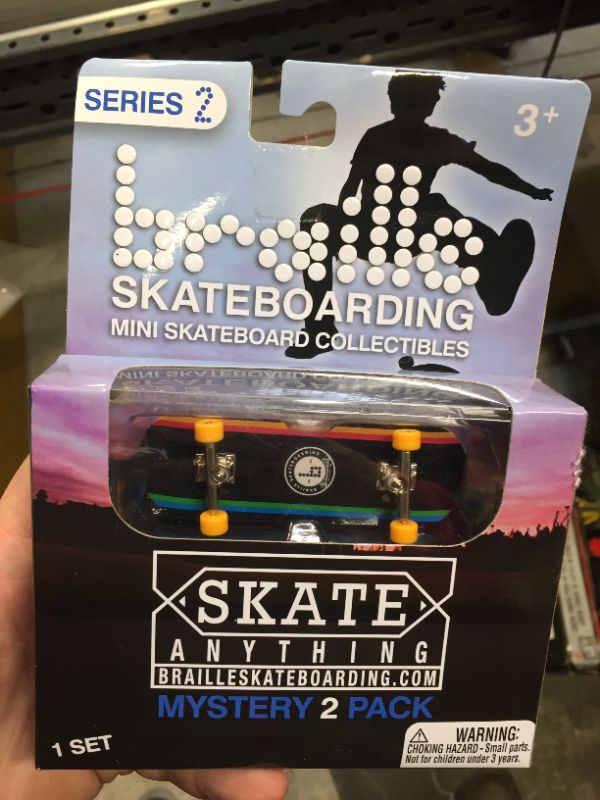 SERIES 2
3+
braille
SKATEBOARDING
MINI SKATEBOARD COLLECTIBLES
SKATE
ANYTHING
BRAILLESKATEBOARDING.COM
MYSTERY 2 PACK
1 SET
WARNING:
CHOKING HAZARD - Small parts.
Not for children under 3 years.